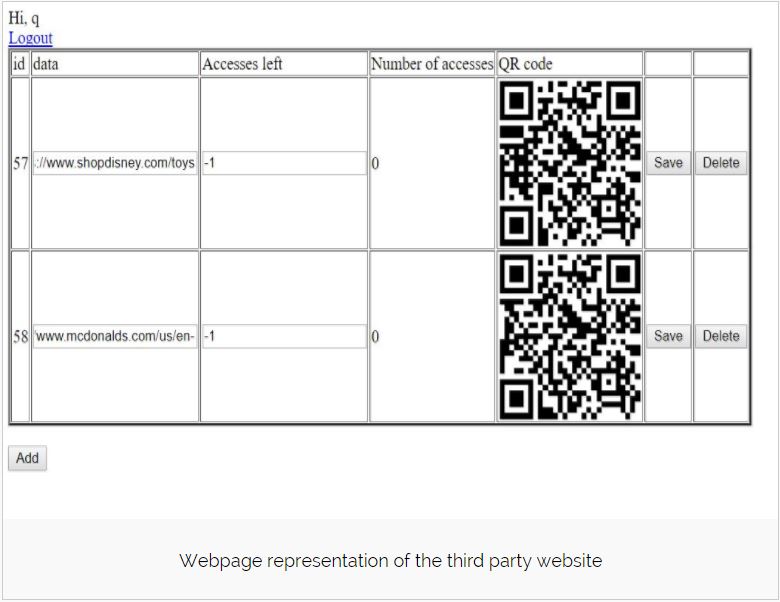 Hi, q
Logout
id data Accesses left Number of accesses QR code
57 ://www.shopdisney.com/toys -1 0 Save Delete
58 www.mcdonalds.com/us/en- -1 0 Save Delete
Add
Webpage representation of the third party website